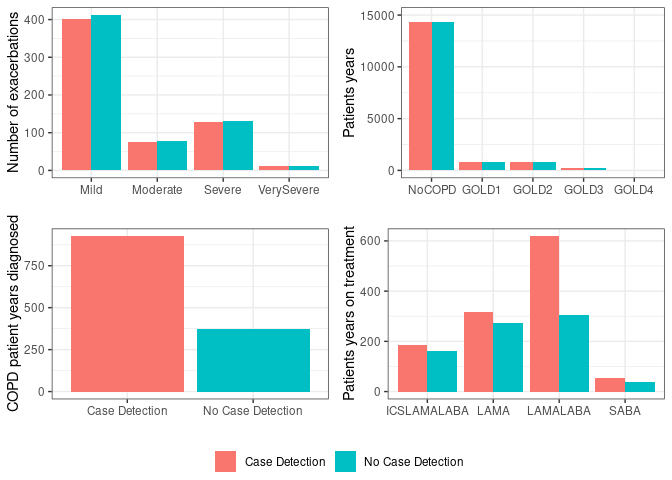 Number of exacerbations
400
300
200
100
0
Mild Moderate Severe VerySevere
Patients years
15000
10000
5000
0
NoCOPD GOLD1 GOLD2 GOLD3 GOLD4
COPD patient years diagnosed
750
500
250
0
Case Detection No Case Detection
Patients years on treatment
600
400
200
0
ICSLAMALABA LAMA LAMALABA SABA
Case Detection No Case Detection